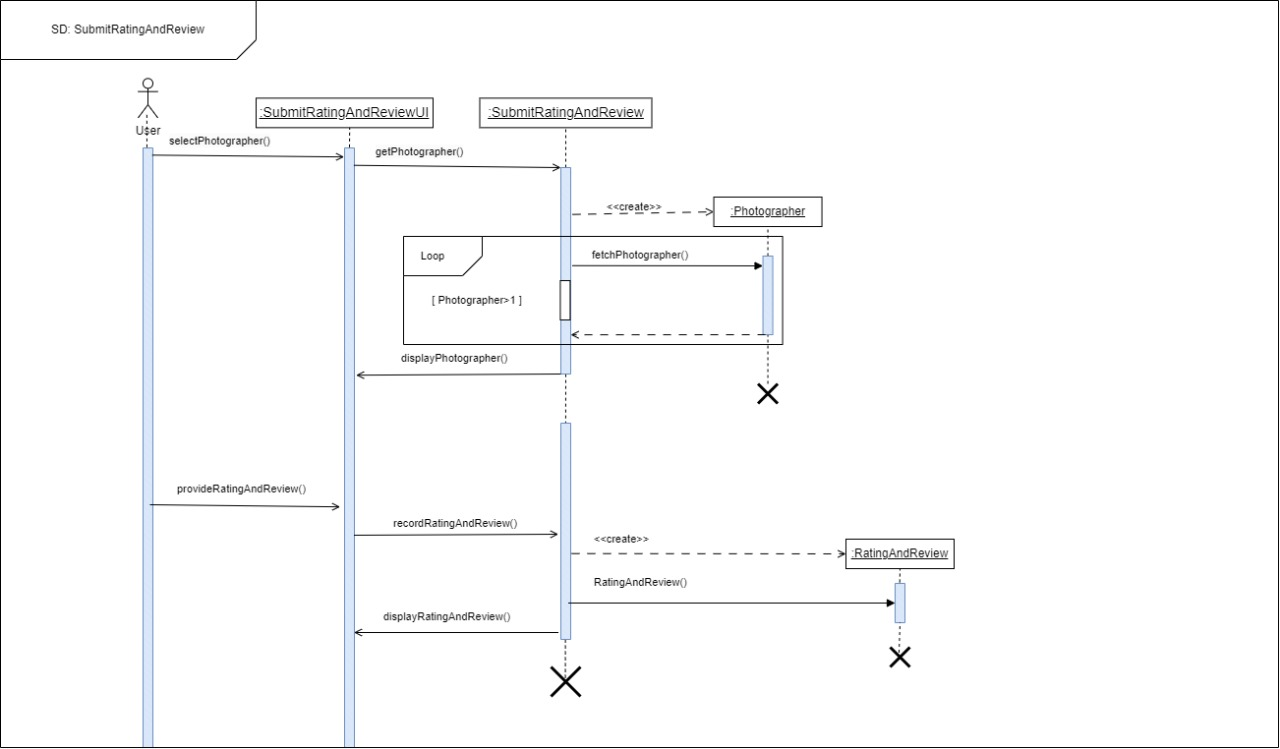 SD: SubmitRatingAndReview
User
:SubmitRatingAndReviewUI
:SubmitRatingAndReview
selectPhotographer()
getPhotographer()
<<create>>
:Photographer
Loop
fetchPhotographer()
[ Photographer>1 ]
displayPhotographer()
provideRatingAndReview()
recordRatingAndReview()
<<create>>
:RatingAndReview
RatingAndReview()
displayRatingAndReview()